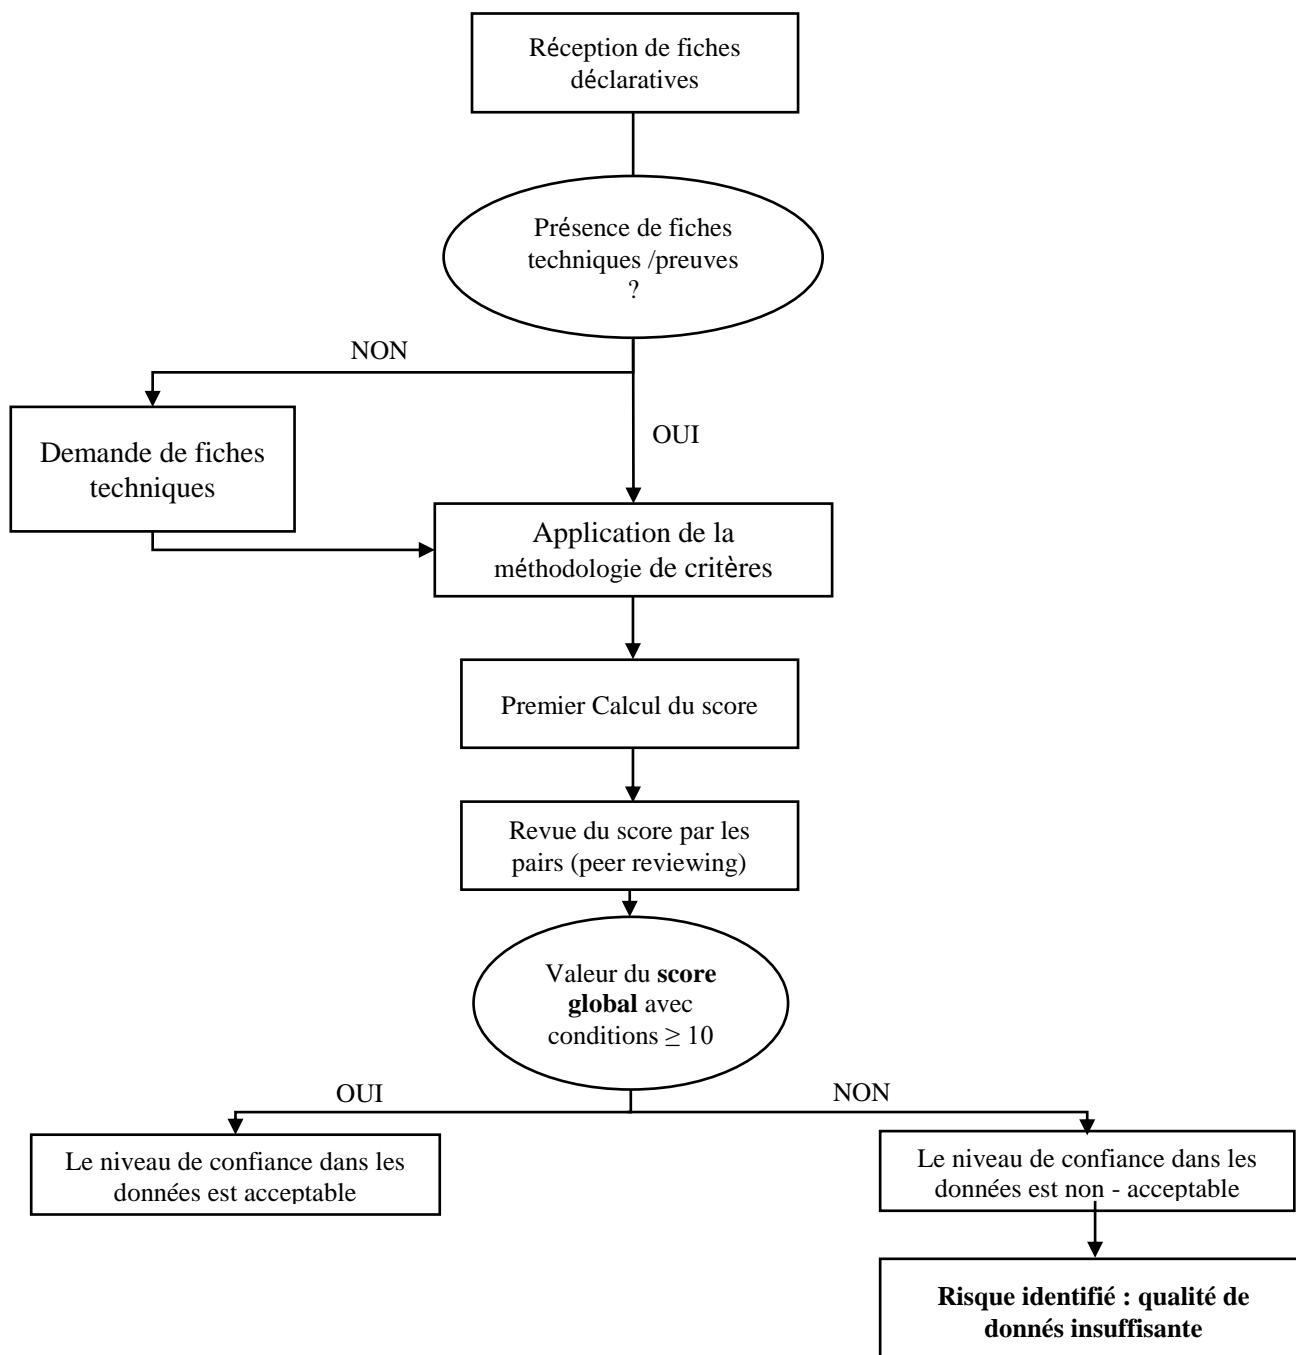 Réception de fiches
déclaratives
Présence de fiches
techniques /preuves
?
NON
OUI
Demande de fiches
techniques
Application de la
méthodologie de critères
Premier Calcul du score
Revue du score par les
pairs (peer reviewing)
Valeur du score
global avec
conditions ≥ 10
OUI
NON
Le niveau de confiance dans les
données est acceptable
Le niveau de confiance dans les
données est non - acceptable
Risque identifié : qualité de
donnés insuffisante